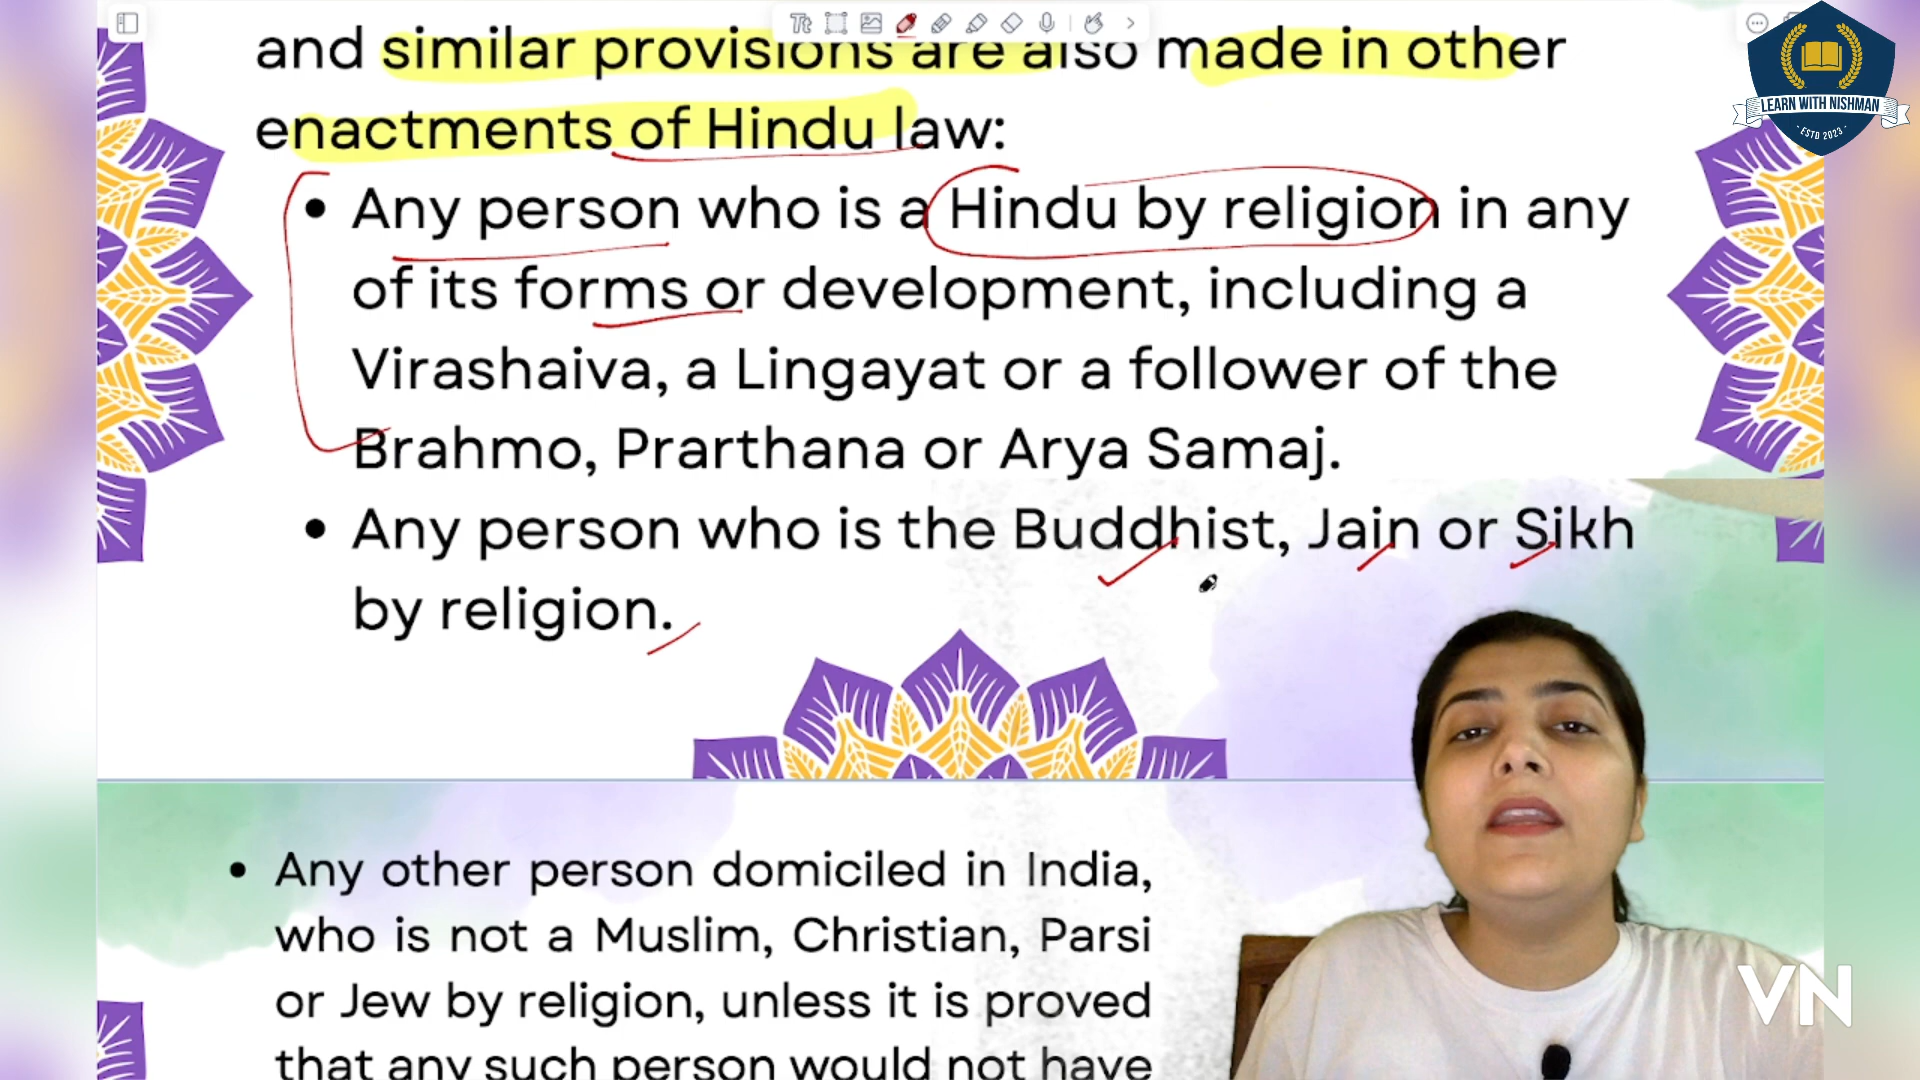 Tt
and similar provisions are also made in other
enactments of Hindu law:
• Any person who is a Hindu by religion in any
of its forms or development, including a
Virashaiva, a Lingayat or a follower of the
Brahmo, Prarthana or Arya Samaj.
• Any person who is the Buddhist, Jain or Sikh
by religion.
• Any other person domiciled in India,
who is not a Muslim, Christian, Parsi
or Jew by religion, unless it is proved
that any such person would not have
LEARN WITH NISHMAN
· ESTD 2023 ·
VN